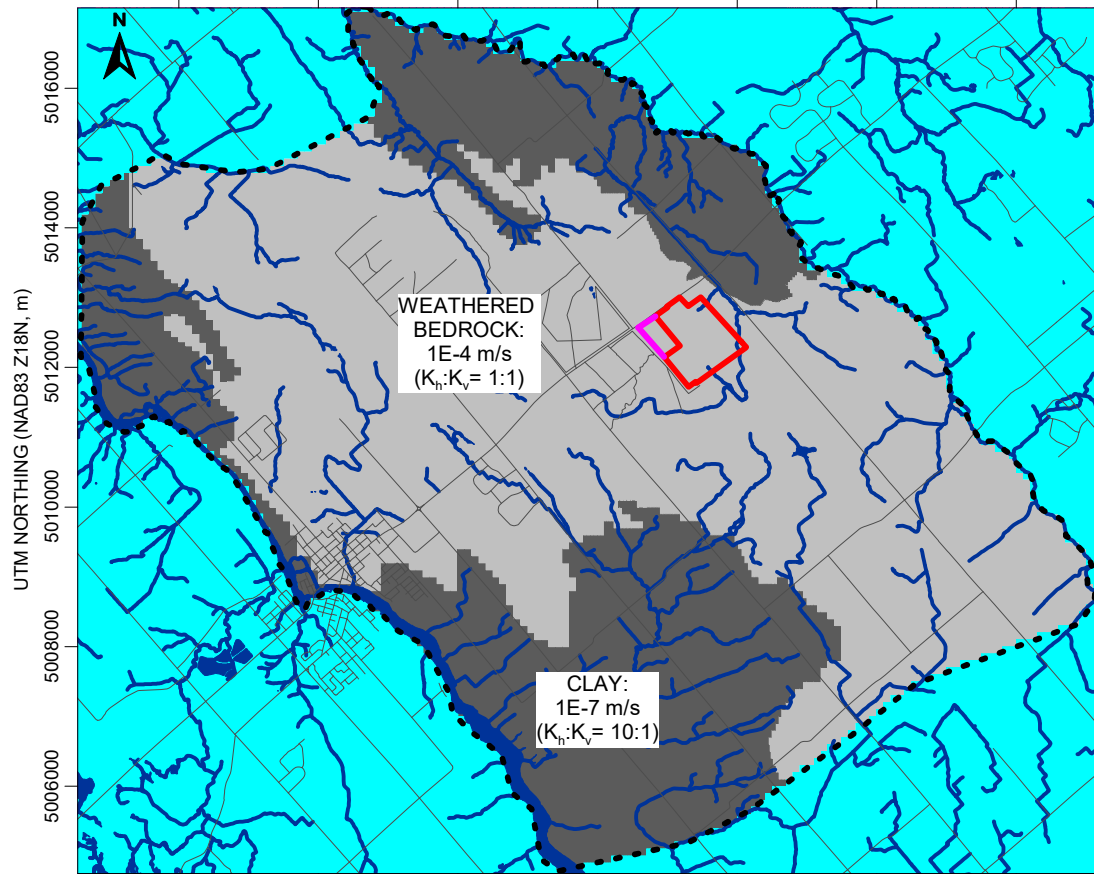 N
UTM NORTHING (NAD83 Z18N, m)
5016000
5014000
5012000
5010000
5008000
5006000
WEATHERED
BEDROCK:
1E-4 m/s
(Kₕ:Kᵥ= 1:1)
CLAY:
1E-7 m/s
(Kₕ:Kᵥ= 10:1)